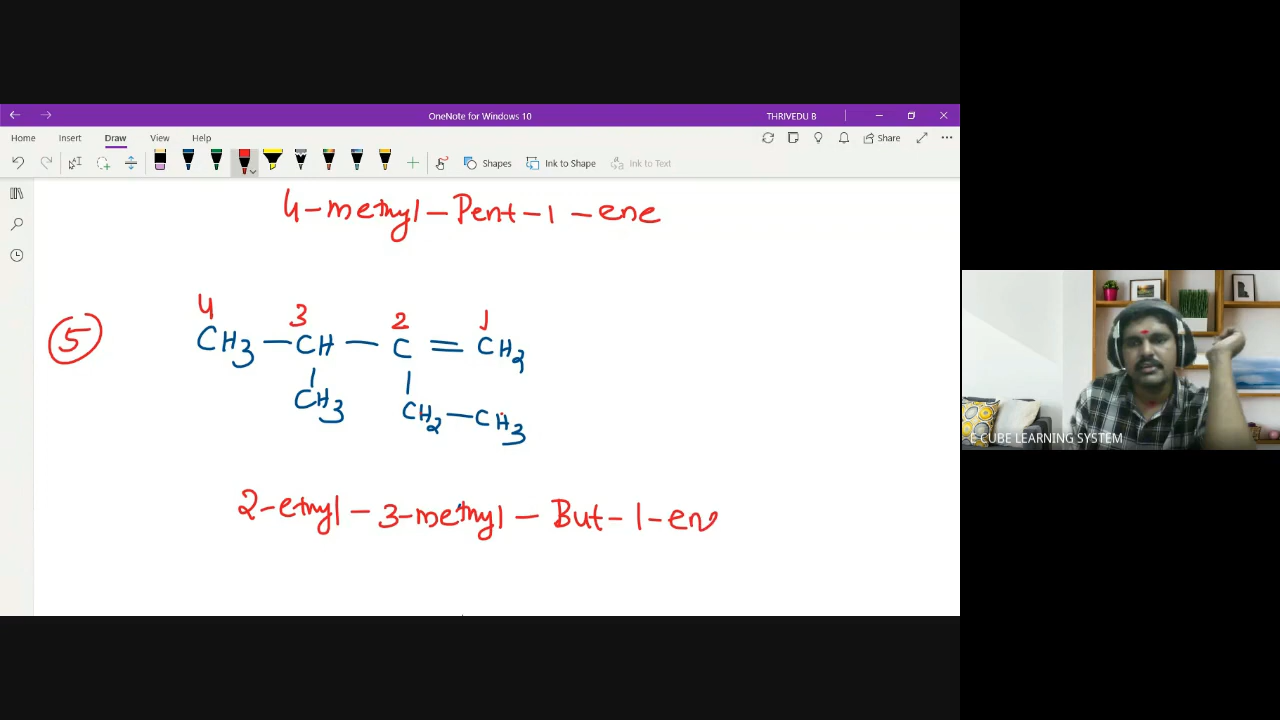 OneNote for Windows 10
THRIVEDU B
Home Insert Draw View Help
Share
Shapes Ink to Shape Ink to Text
4-methyl-Pent-1-ene
5
4 3 2 1
CH3-CH-C=CH2
CH3 CH2-CH3
E CUBE LEARNING SYSTEM
2-ethyl-3-methyl-But-1-en